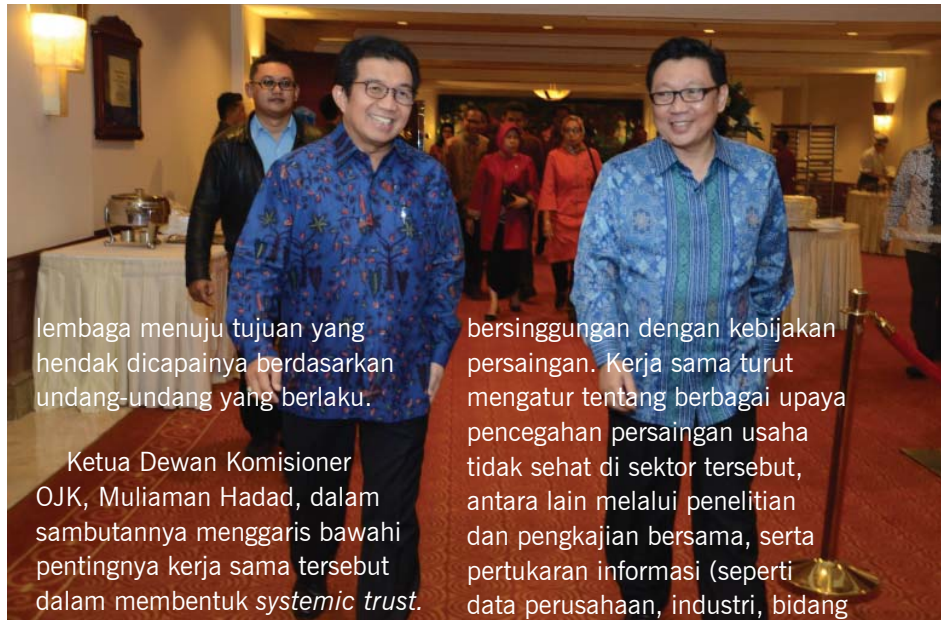 lembaga menuju tujuan yang
hendak dicapainya berdasarkan
undang-undang yang berlaku.
Ketua Dewan Komisioner
OJK, Muliaman Hadad, dalam
sambutannya menggaris bawahi
pentingnya kerja sama tersebut
dalam membentuk systemic trust.
bersinggungan dengan kebijakan
persaingan. Kerja sama turut
mengatur tentang berbagai upaya
pencegahan persaingan usaha
tidak sehat di sektor tersebut,
antara lain melalui penelitian
dan pengkajian bersama, serta
pertukaran informasi (seperti
data perusahaan, industri, bidang